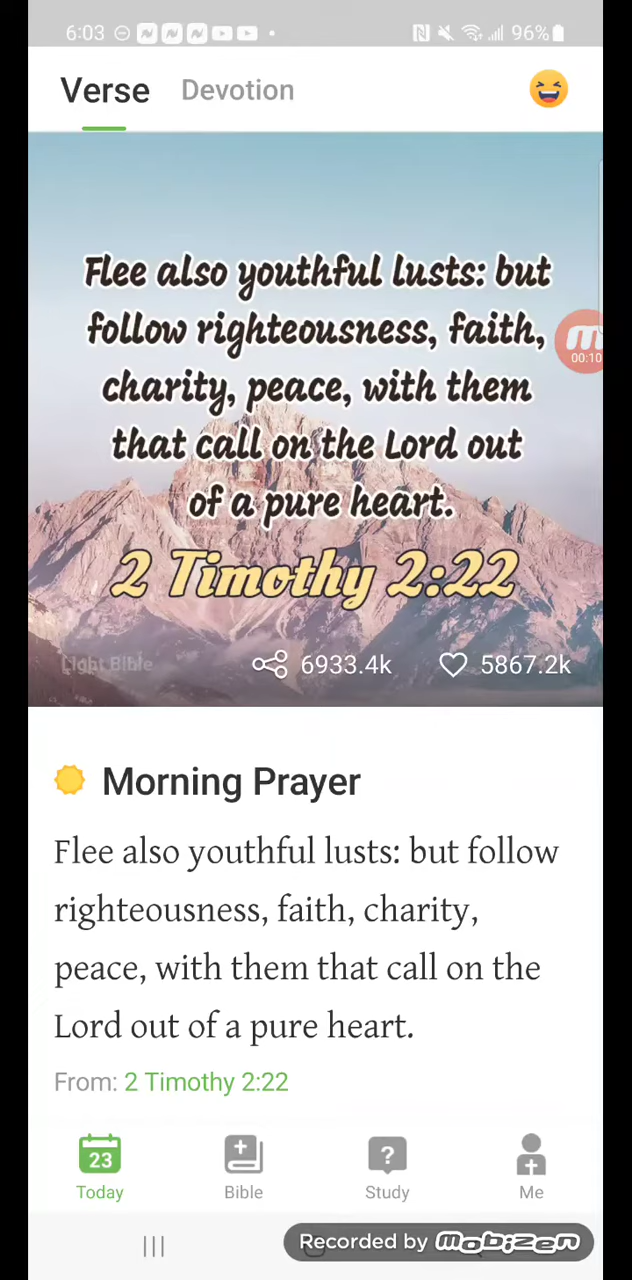 6:03 96%
Verse Devotion
Flee also youthful lusts: but
follow righteousness, faith,
charity, peace, with them
that call on the Lord out
of a pure heart.
2 Timothy 2:22
00:10
Light Bible 6933.4k 5867.2k
Morning Prayer
Flee also youthful lusts: but follow
righteousness, faith, charity,
peace, with them that call on the
Lord out of a pure heart.
From: 2 Timothy 2:22
23 ?
Today Bible Study Me
Recorded by mobizen